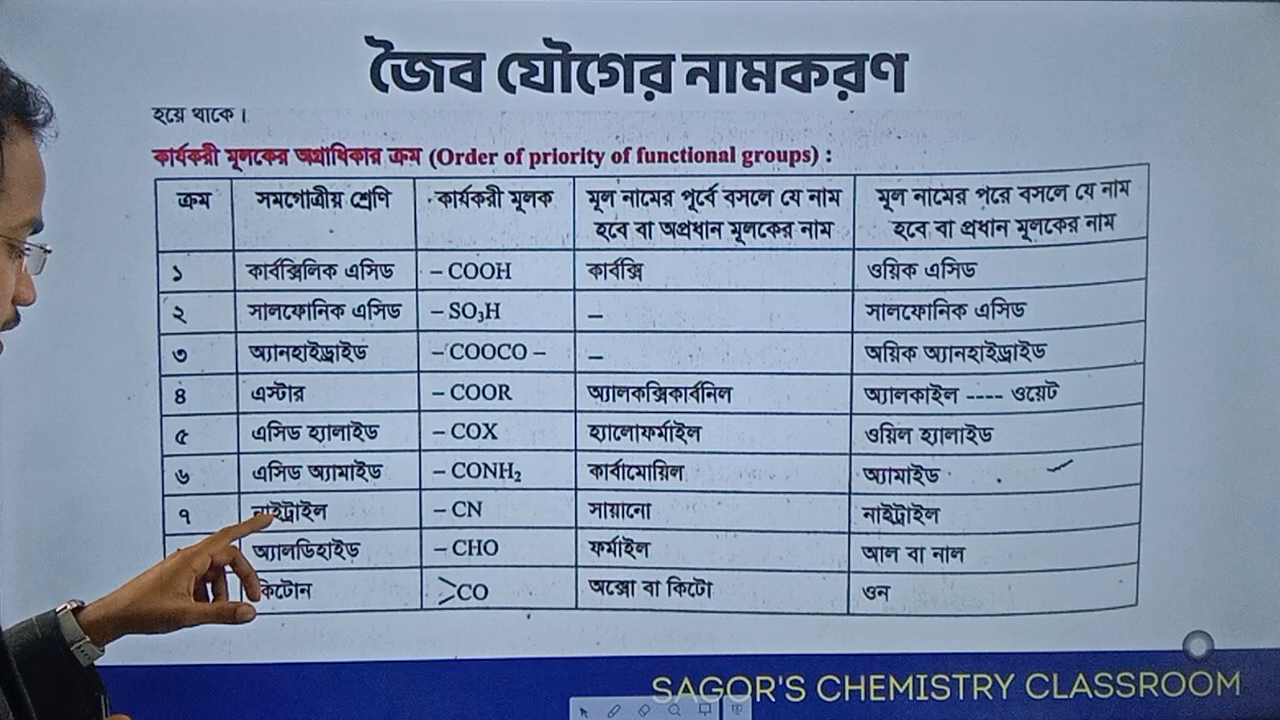 জৈব যৌগের নামকরণ
হয়ে থাকে।
কার্যকরী মূলকের অগ্রাধিকার ক্রম (Order of priority of functional groups) :
ক্রম সমগোত্রীয় শ্রেণি কার্যকরী মূলক মূল নামের পূর্বে বসলে যে নাম হবে বা অপ্রধান মূলকের নাম মূল নামের পরে বসলে যে নাম হবে বা প্রধান মূলকের নাম
১ কার্বক্সিলিক এসিড – COOH কার্বক্সি ওয়িক এসিড
২ সালফোনিক এসিড – SO₃H – সালফোনিক এসিড
৩ অ্যানহাইড্রাইড – COOCO – – অয়িক অ্যানহাইড্রাইড
৪ এস্টার – COOR অ্যালকক্সিকার্বনিল অ্যালকাইল ---- ওয়েট
৫ এসিড হ্যালাইড – COX হ্যালোফর্মাইল ওয়িল হ্যালাইড
৬ এসিড অ্যামাইড – CONH₂ কার্বামোয়িল অ্যামাইড
৭ নাইট্রাইল – CN সায়ানো নাইট্রাইল
অ্যালডিহাইড – CHO ফর্মাইল আল বা নাল
কিটোন >CO অক্সো বা কিটো ওন
SAGOR'S CHEMISTRY CLASSROOM